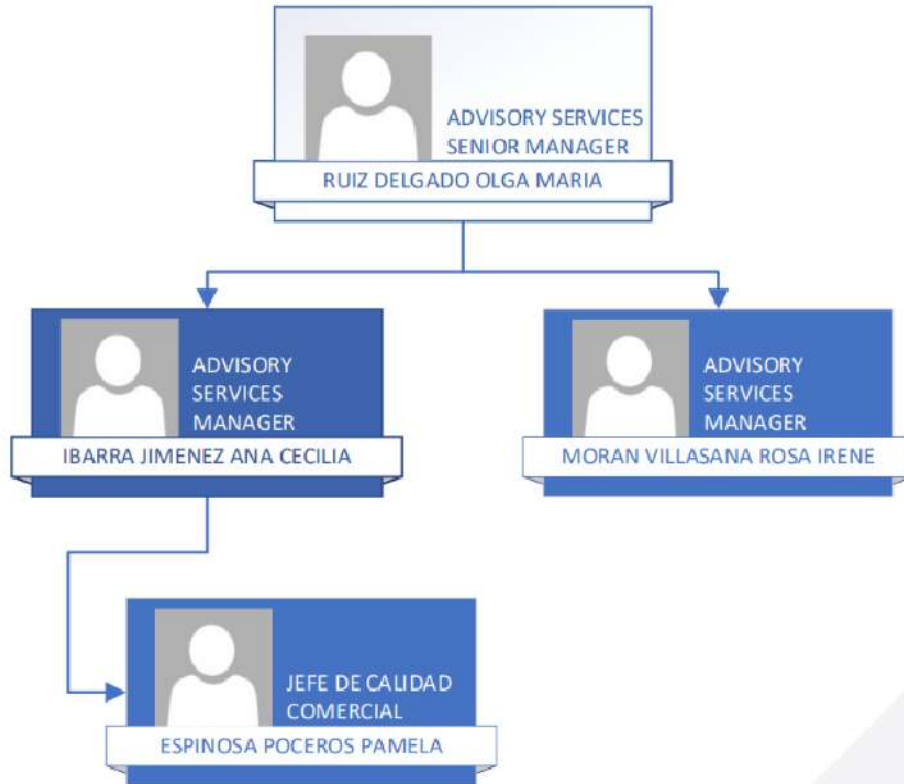 ADVISORY SERVICES
SENIOR MANAGER
RUIZ DELGADO OLGA MARIA
ADVISORY
SERVICES
MANAGER
IBARRA JIMENEZ ANA CECILIA
ADVISORY
SERVICES
MANAGER
MORAN VILLASANA ROSA IRENE
JEFE DE CALIDAD
COMERCIAL
ESPINOSA POCEROS PAMELA